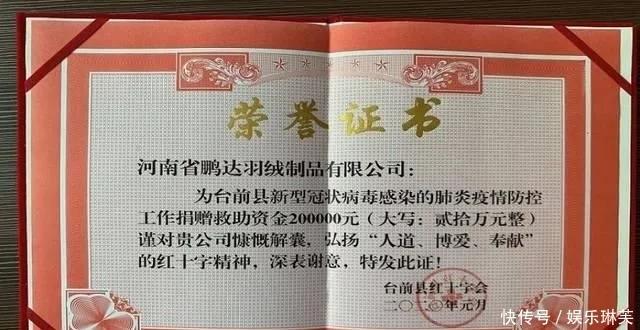 荣誉证书
河南省鹏达羽绒制品有限公司：
为台前县新型冠状病毒感染的肺炎疫情防控
工作捐赠救助资金200000元（大写：贰拾万元整）
谨对贵公司慷慨解囊，弘扬“人道、博爱、奉献”
的红十字精神，深表谢意，特发此证！
台前县红十字会
二〇二〇年元月
快传号／娱乐琳芙